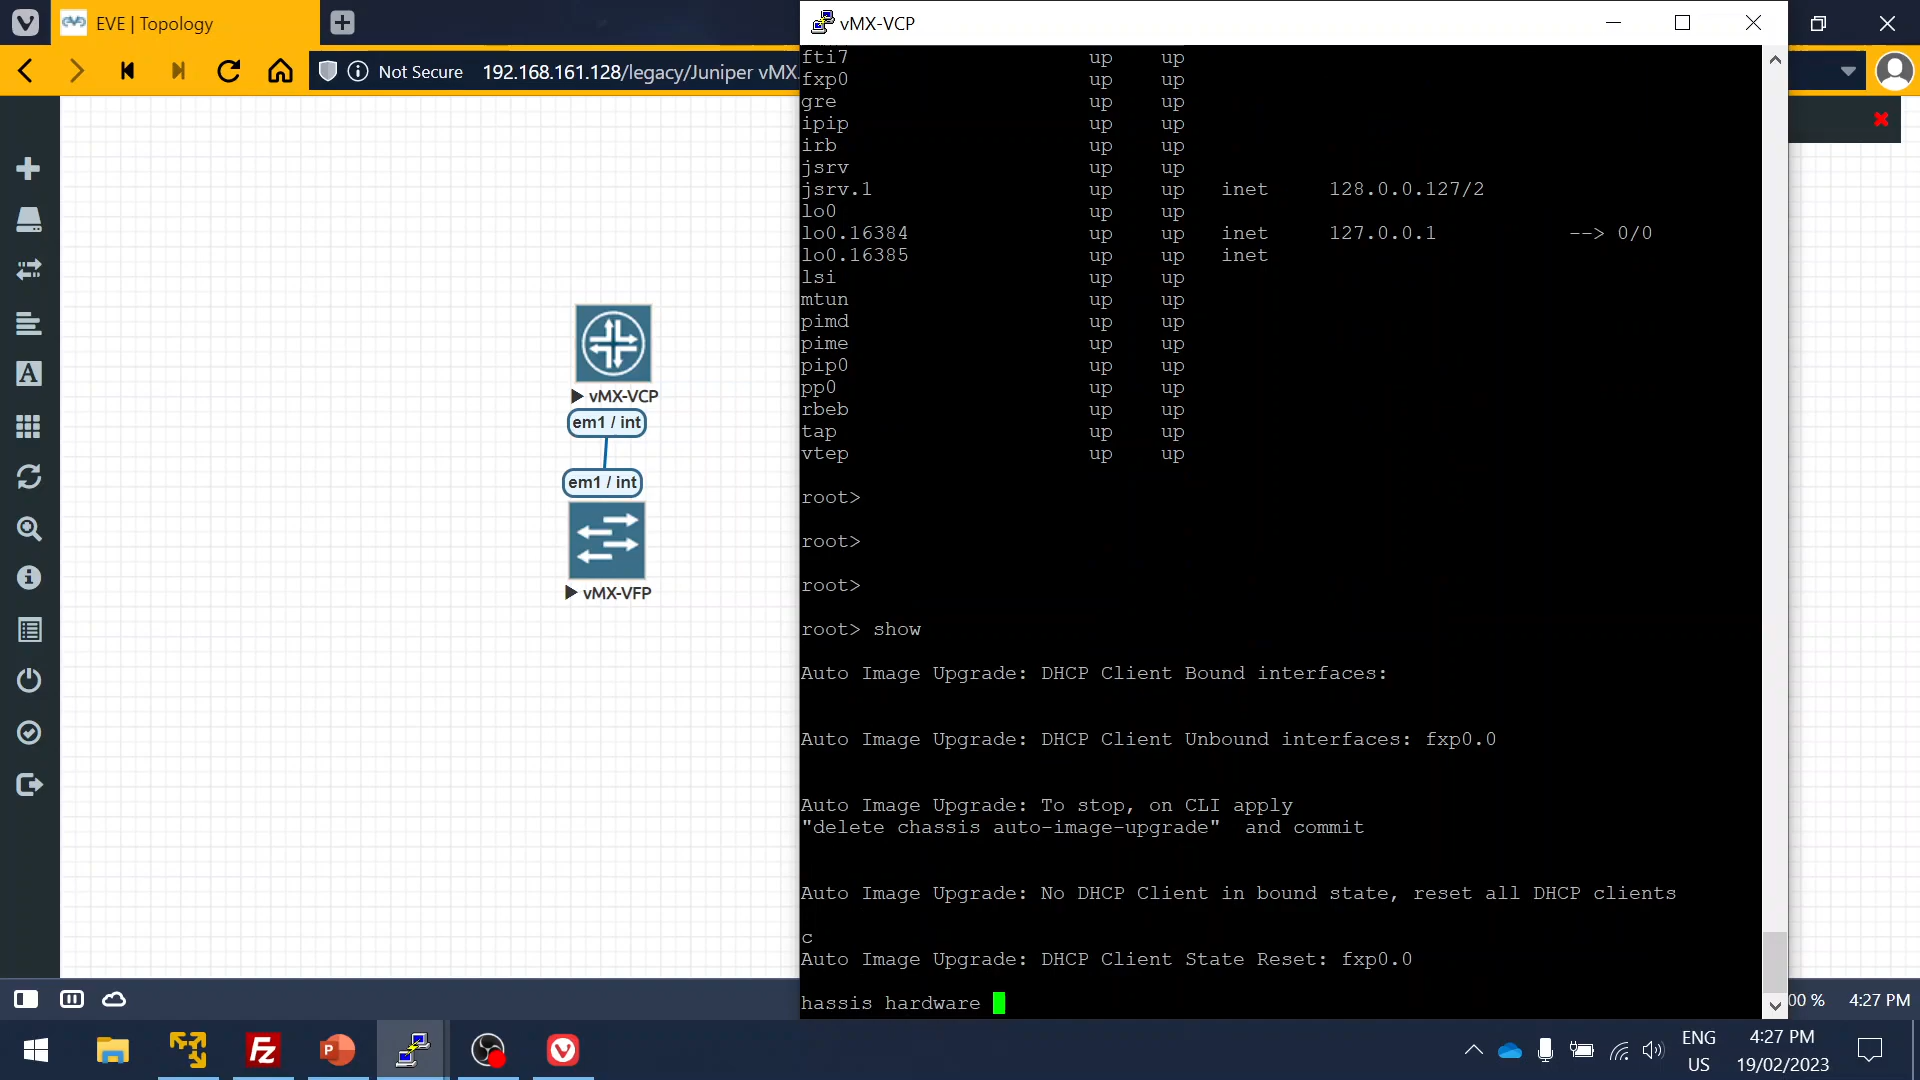 EVE | Topology
vMX-VCP
Not Secure 192.168.161.128/legacy/Juniper vMX.
fti7 up up
fxp0 up up
gre up up
ipip up up
irb up up
jsrv up up
jsrv.1 up up inet 128.0.0.127/2
lo0 up up
lo0.16384 up up inet 127.0.0.1 --> 0/0
lo0.16385 up up inet
lsi up up
mtun up up
pimd up up
pime up up
pip0 up up
pp0 up up
rbeb up up
tap up up
vtep up up
root>
root>
root>
root> show
Auto Image Upgrade: DHCP Client Bound interfaces:
Auto Image Upgrade: DHCP Client Unbound interfaces: fxp0.0
Auto Image Upgrade: To stop, on CLI apply
"delete chassis auto-image-upgrade"  and commit
Auto Image Upgrade: No DHCP Client in bound state, reset all DHCP clients
c
Auto Image Upgrade: DHCP Client State Reset: fxp0.0
hassis hardware
vMX-VCP
em1 / int
em1 / int
vMX-VFP
00 % 4:27 PM
ENG
US
4:27 PM
19/02/2023